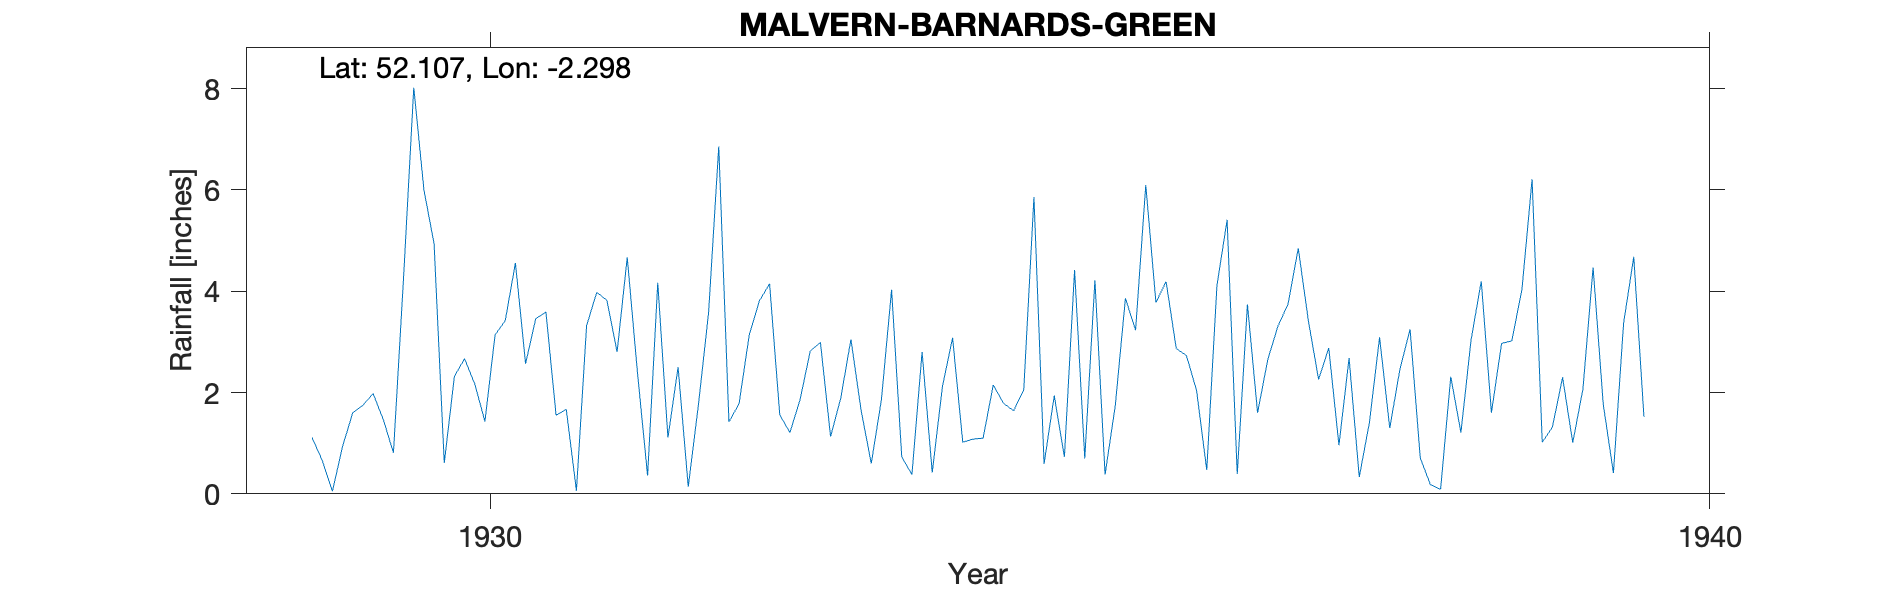 MALVERN-BARNARDS-GREEN
Lat: 52.107, Lon: -2.298
8
6
4
2
0
Rainfall [inches]
1930
1940
Year